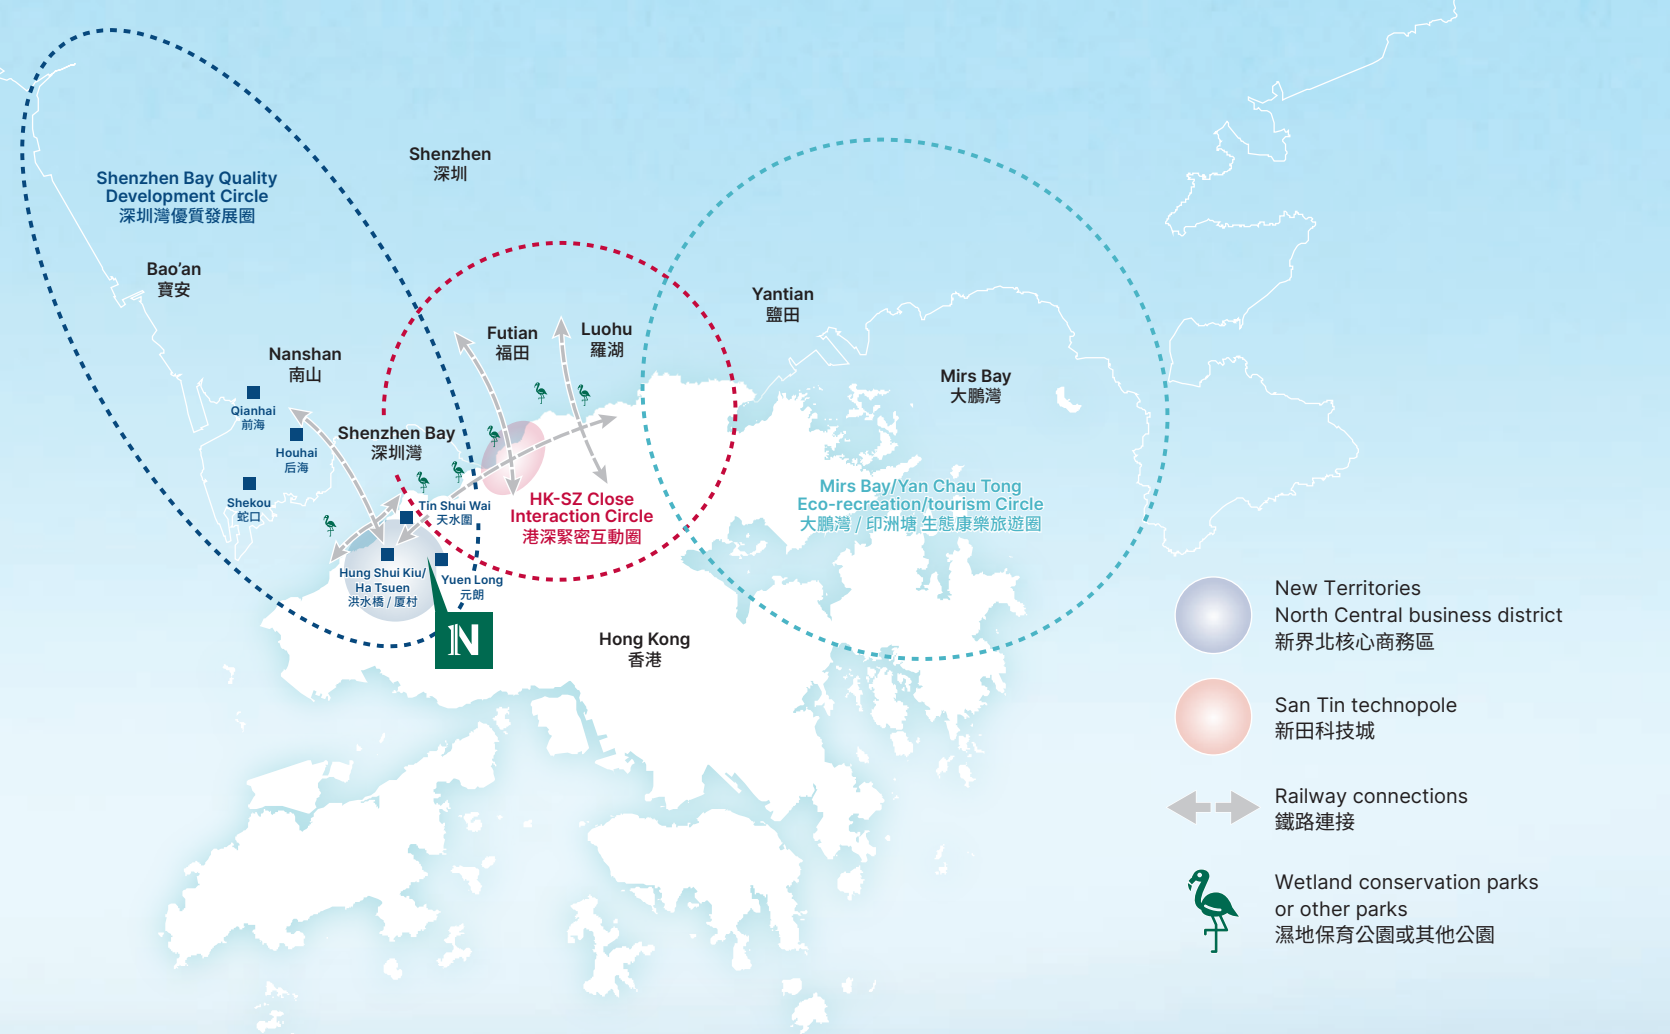 Shenzhen
深圳
Shenzhen Bay Quality
Development Circle
深圳灣優質發展圈
Bao’an
寶安
Yantian
鹽田
Futian
福田
Luohu
羅湖
Nanshan
南山
Mirs Bay
大鵬灣
Qianhai
前海
Houhai
后海
Shenzhen Bay
深圳灣
Shekou
蛇口
Tin Shui Wai
天水圍
HK-SZ Close
Interaction Circle
港深緊密互動圈
Mirs Bay/Yan Chau Tong
Eco-recreation/tourism Circle
大鵬灣 / 印洲塘 生態康樂旅遊圈
Hung Shui Kiu/
Ha Tsuen
洪水橋 / 厦村
Yuen Long
元朗
N
Hong Kong
香港
New Territories
North Central business district
新界北核心商務區
San Tin technopole
新田科技城
Railway connections
鐵路連接
Wetland conservation parks
or other parks
濕地保育公園或其他公園